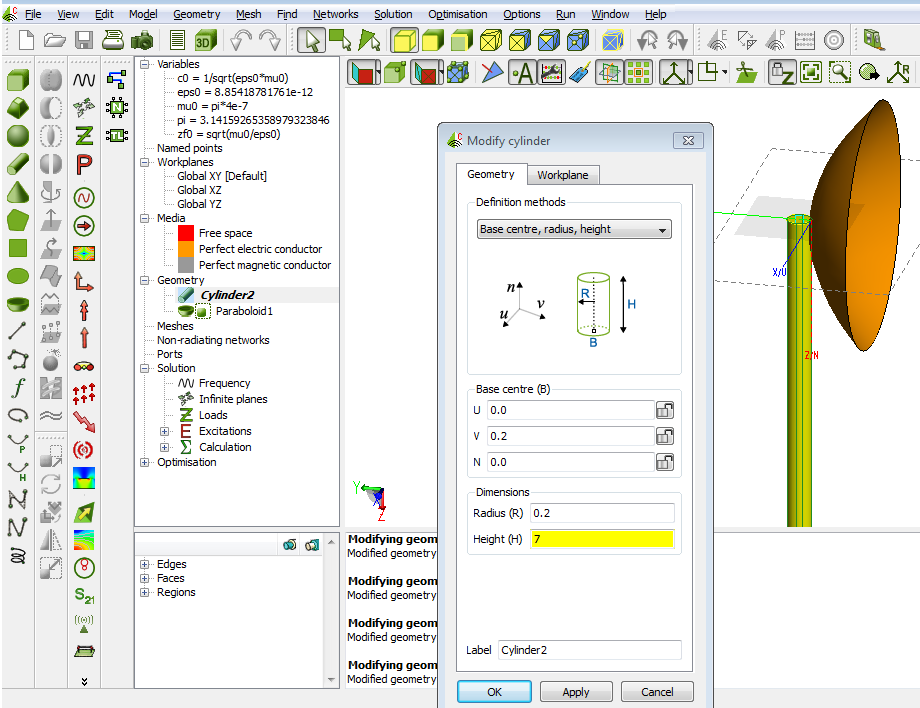 File View Edit Model Geometry Mesh Find Networks Solution Optimisation Options Run Window Help
3D
E
P
A
Z
R
TL
N
Z
P
f
P
H
S21
Variables
c0 = 1/sqrt(eps0*mu0)
eps0 = 8.85418781761e-12
mu0 = pi*4e-7
pi = 3.14159265358979323846
zf0 = sqrt(mu0/eps0)
Named points
Workplanes
Global XY [Default]
Global XZ
Global YZ
Media
Free space
Perfect electric conductor
Perfect magnetic conductor
Geometry
Cylinder2
Paraboloid1
Meshes
Non-radiating networks
Ports
Solution
Frequency
Infinite planes
Loads
E Excitations
Σ Calculation
Optimisation
Edges
Faces
Regions
Y
Z
Modifying geom
Modified geometry
Modifying geom
Modified geometry
Modifying geom
Modified geometry
Modifying geom
Modified geometry
Modify cylinder
Geometry Workplane
Definition methods
Base centre, radius, height
n
v
u
R
H
B
Base centre (B)
U 0.0
V 0.2
N 0.0
Dimensions
Radius (R) 0.2
Height (H) 7
Label Cylinder2
OK Apply Cancel
X/U
Z/N